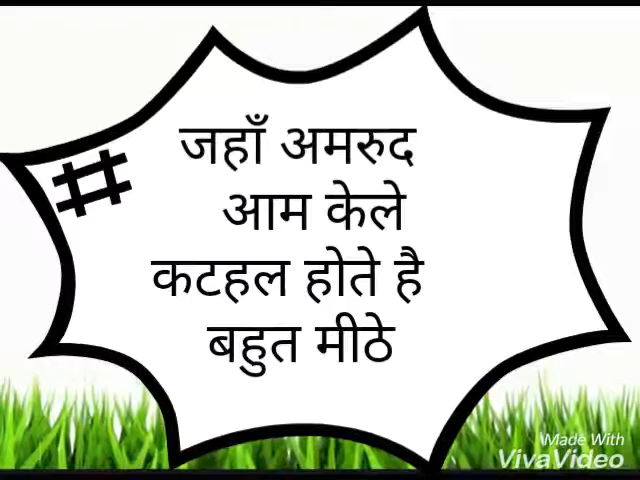 #
जहाँ अमरुद
आम केले
कटहल होते है
बहुत मीठे
Made With
VivaVideo